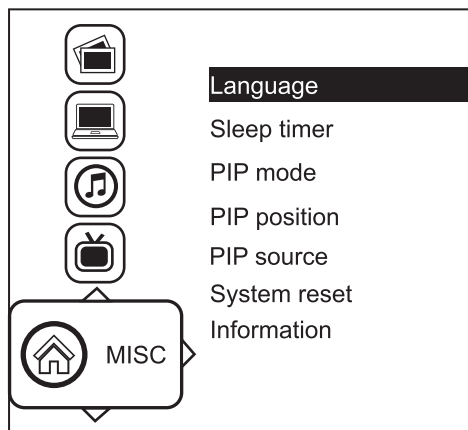 Language
Sleep timer
PIP mode
PIP position
PIP source
System reset
Information
MISC